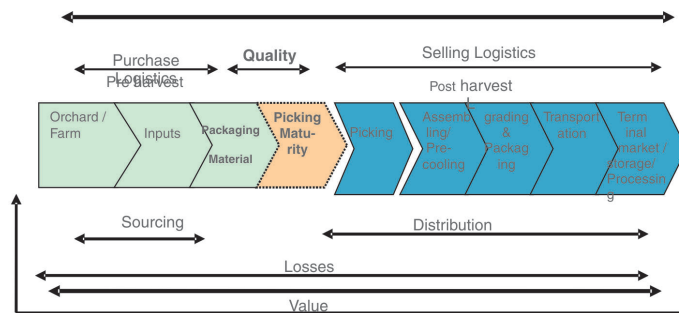 Purchase
Logistics
Pre harvest
Quality
Selling Logistics
Post harvest
L
Orchard /
Farm
Inputs
Packaging
Material
Picking
Matu-
rity
Picking
Assemb
ling/
Pre-
cooling
grading
& 
Packag
ing
Transport
ation
Term
inal
market /
storage/
Processin
g
Sourcing
Distribution
Losses
Value